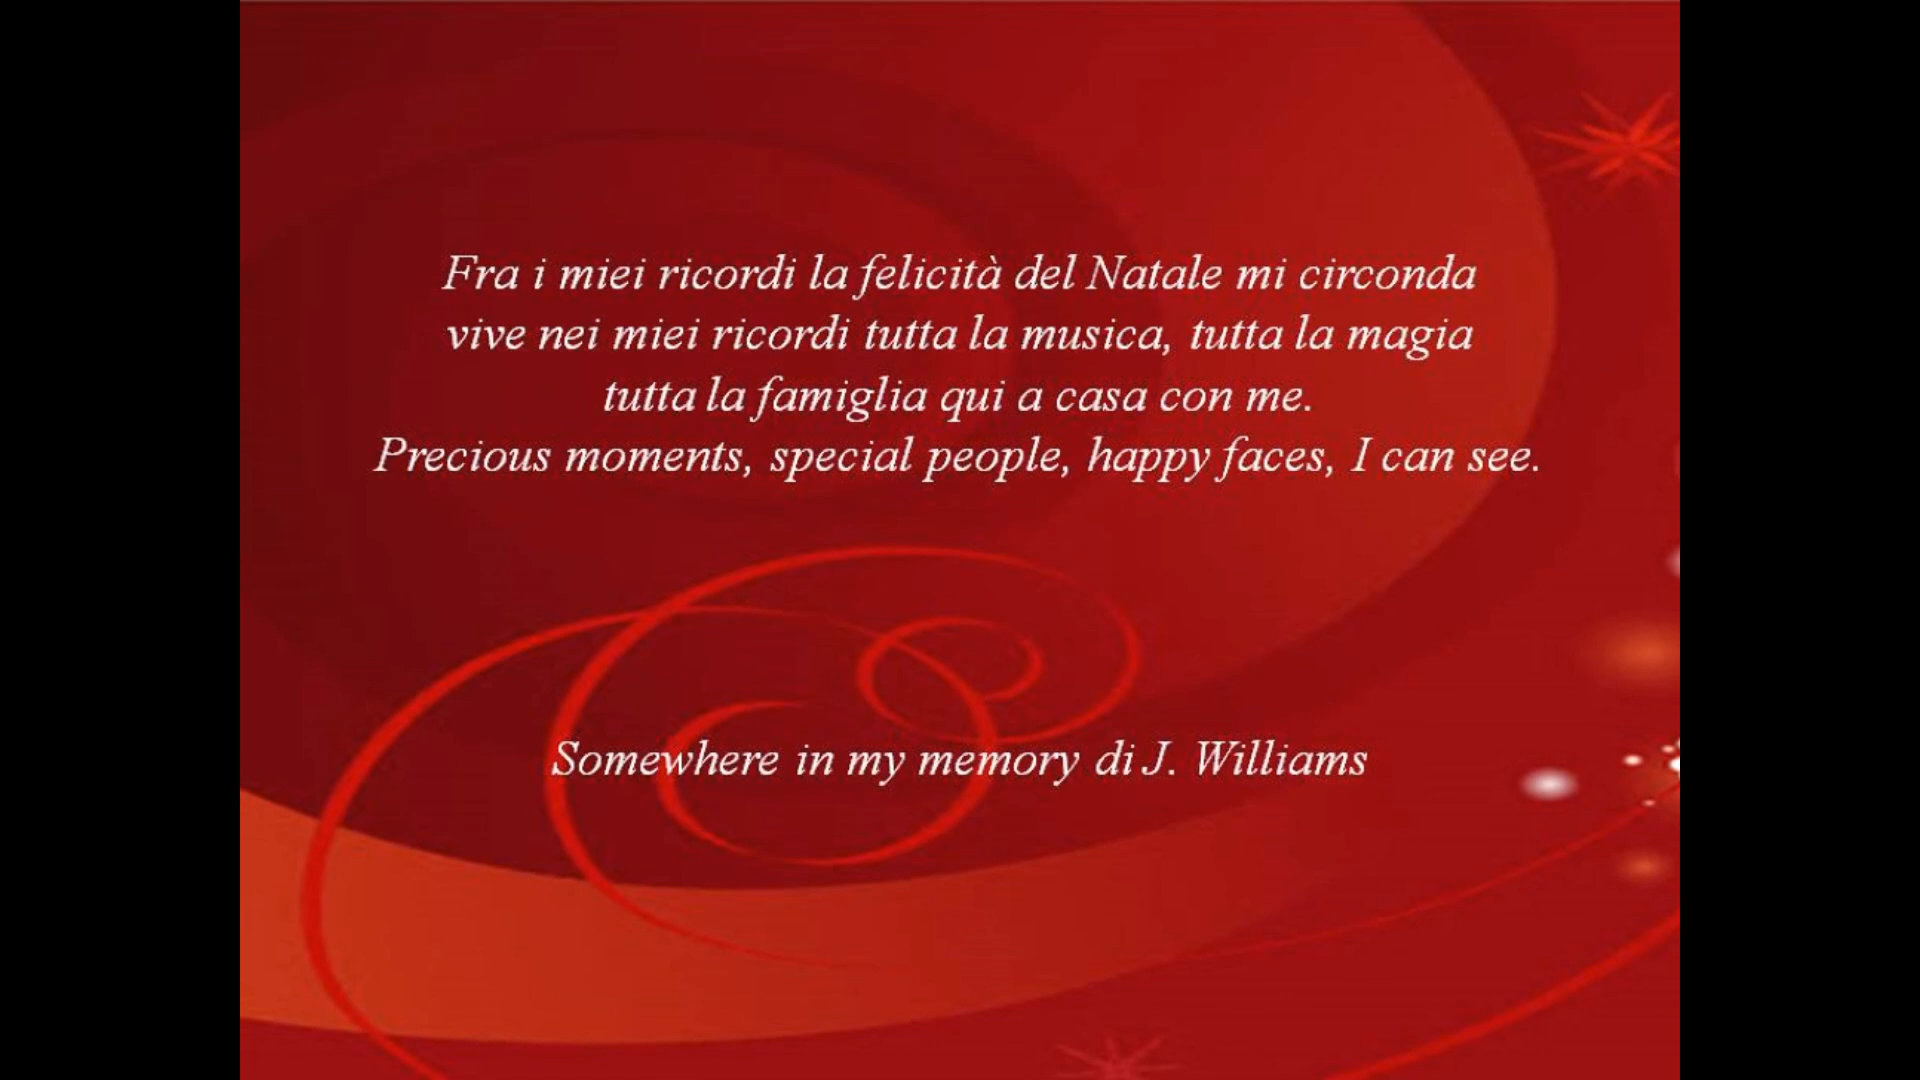 Fra i miei ricordi la felicità del Natale mi circonda
vive nei miei ricordi tutta la musica, tutta la magia
tutta la famiglia qui a casa con me.
Precious moments, special people, happy faces, I can see.
Somewhere in my memory di J. Williams